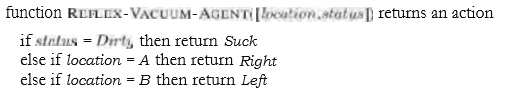 function REFLEX-VACUUM-AGENT([location,status]) returns an action
if status = Dirty, then return Suck
else if location = A then return Right
else if location = B then return Left